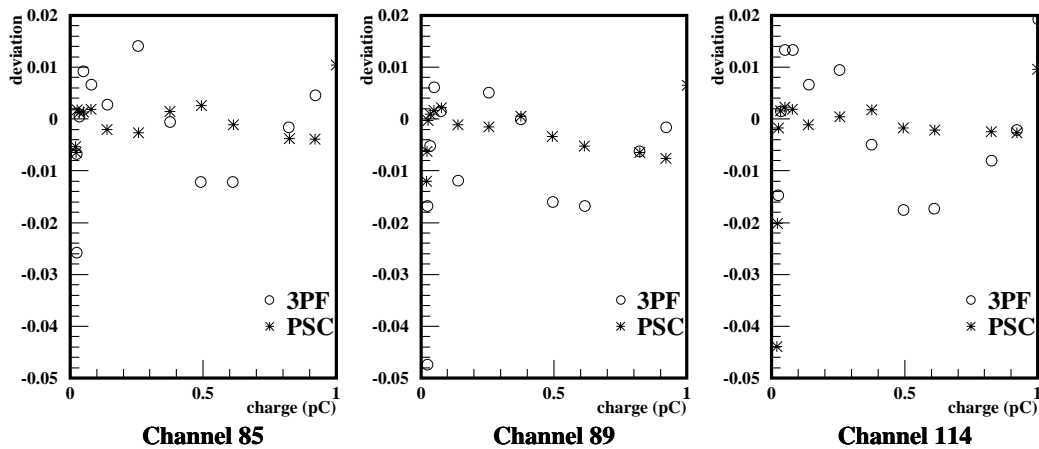 deviation
0.02
0.01
0
-0.01
-0.02
-0.03
-0.04
-0.05
3PF
PSC
0
0.5
1
charge (pC)
Channel 85
deviation
0.02
0.01
0
-0.01
-0.02
-0.03
-0.04
-0.05
3PF
PSC
0
0.5
1
charge (pC)
Channel 89
deviation
0.02
0.01
0
-0.01
-0.02
-0.03
-0.04
-0.05
3PF
PSC
0
0.5
1
charge (pC)
Channel 114